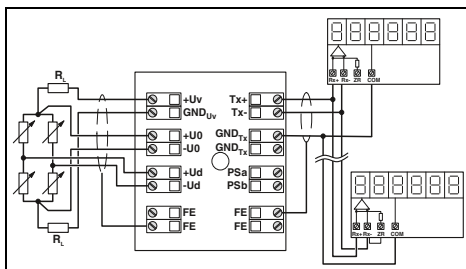 Rx+ Rx- ZR COM
RL
+Uv Tx+
GNDUv Tx-
+U0 GNDTx
-U0 GNDTx
+Ud PSa
-Ud PSb
FE FE
FE FE
RL
Rx+ Rx- ZR COM